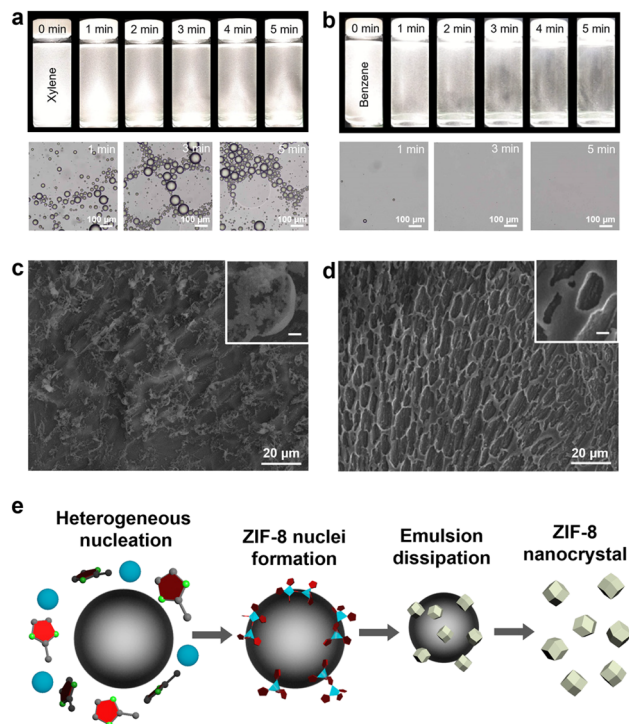 a
0 min
1 min
2 min
3 min
4 min
5 min
Xylene
1 min
3 min
5 min
100 μm
100 μm
100 μm
b
0 min
1 min
2 min
3 min
4 min
5 min
Benzene
1 min
3 min
5 min
100 μm
100 μm
100 μm
c
20 μm
d
20 μm
e
Heterogeneous
nucleation
ZIF-8 nuclei
formation
Emulsion
dissipation
ZIF-8
nanocrystal